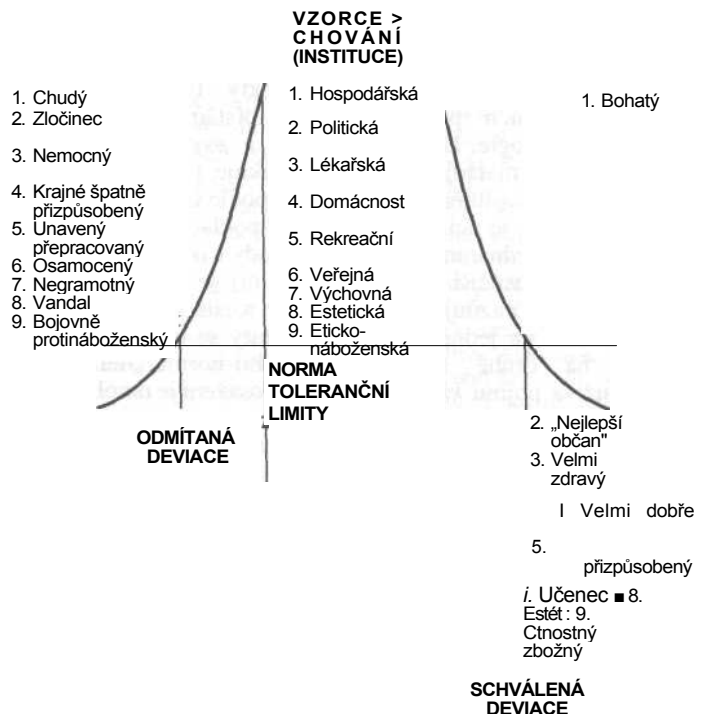 VZORCE >
CHOVÁNÍ
(INSTITUCE)
1. Chudý
2. Zločinec
3. Nemocný
4. Krajné špatně
přizpůsobený
5. Unavený
přepracovaný
6. Osamocený
7. Negramotný
8. Vandal
9. Bojovně
protináboženský
1. Hospodářská
2. Politická
3. Lékařská
4. Domácnost
5. Rekreační
6. Veřejná
7. Výchovná
8. Estetická
9. Eticko-
náboženská
1. Bohatý
NORMA
TOLERANČNÍ
LIMITY
ODMÍTANÁ
DEVIACE
2. „Nejlepší
občan"
3. Velmi
zdravý
I Velmi dobře
5.
přizpůsobený
i. Učenec ■ 8.
Estét : 9.
Ctnostný
zbožný
SCHVÁLENÁ
DEVIACE